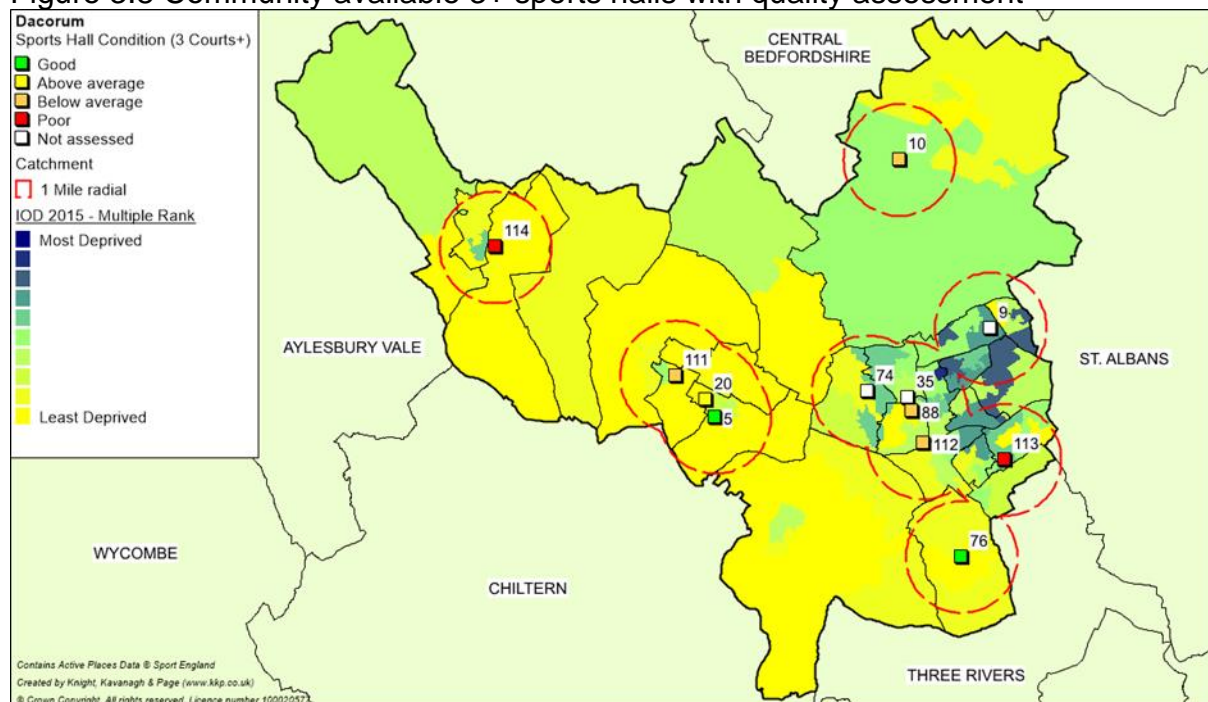 Figure 3.3 Community available 3+ sports halls with quality assessment
Dacorum
Sports Hall Condition (3 Courts+)
Good
Above average
Below average
Poor
Not assessed
Catchment
1 Mile radial
IOD 2015 - Multiple Rank
Most Deprived
Least Deprived
CENTRAL
BEDFORDSHIRE
10
114
9
AYLESBURY VALE
ST. ALBANS
111
74
35
20
88
5
112
113
76
WYCOMBE
CHILTERN
THREE RIVERS
Contains Active Places Data © Sport England
Created by Knight, Kavanagh & Page (www.kkp.co.uk)
© Crown Copyright. All rights reserved. Licence number 100020577